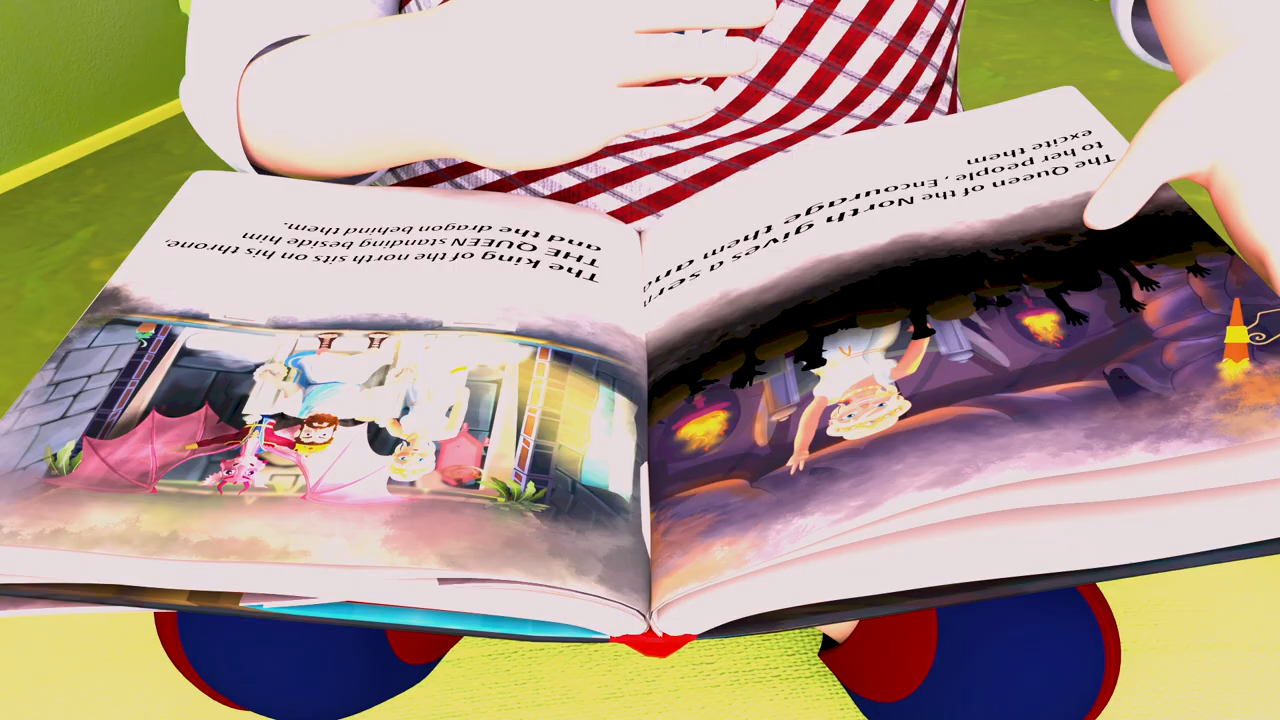 The Queen of the North gives a
to her people, Encourage them and
excite them
The king of the north sits on his throne,
THE QUEEN standing beside him
and the dragon behind them.